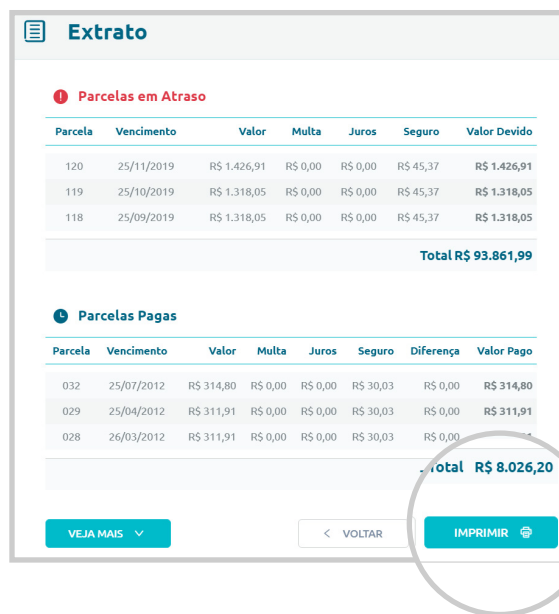 Extrato
Parcelas em Atraso
Parcela Vencimento Valor Multa Juros Seguro Valor Devido
120 25/11/2019 R$ 1.426,91 R$ 0,00 R$ 0,00 R$ 45,37 R$ 1.426,91
119 25/10/2019 R$ 1.318,05 R$ 0,00 R$ 0,00 R$ 45,37 R$ 1.318,05
118 25/09/2019 R$ 1.318,05 R$ 0,00 R$ 0,00 R$ 45,37 R$ 1.318,05
Total R$ 93.861,99
Parcelas Pagas
Parcela Vencimento Valor Multa Juros Seguro Diferença Valor Pago
032 25/07/2012 R$ 314,80 R$ 0,00 R$ 0,00 R$ 30,03 R$ 0,00 R$ 314,80
029 25/04/2012 R$ 311,91 R$ 0,00 R$ 0,00 R$ 30,03 R$ 0,00 R$ 311,91
028 26/03/2012 R$ 311,91 R$ 0,00 R$ 0,00 R$ 30,03 R$ 0,00
Total R$ 8.026,20
VEJA MAIS VOLTAR IMPRIMIR